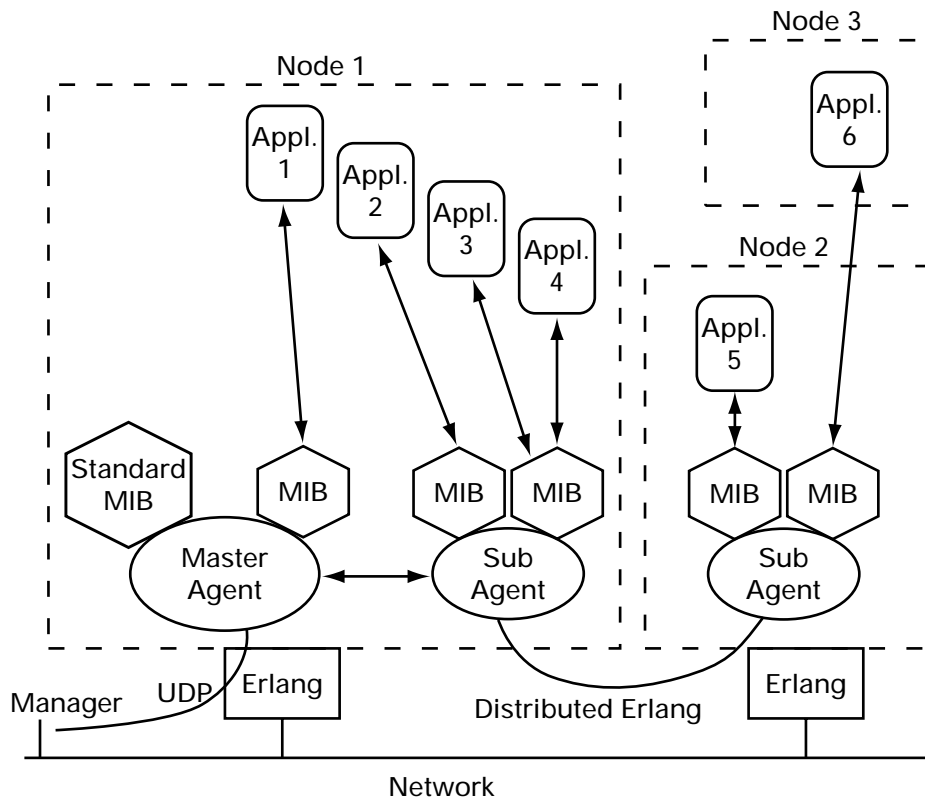 Node 3
Node 1
Appl.
6
Appl.
1
Appl.
2
Appl.
3
Appl.
4
Node 2
Appl.
5
Standard
MIB
MIB
MIB
MIB
MIB
MIB
Master
Agent
Sub
Agent
Sub
Agent
Manager
UDP
Erlang
Distributed Erlang
Erlang
Network